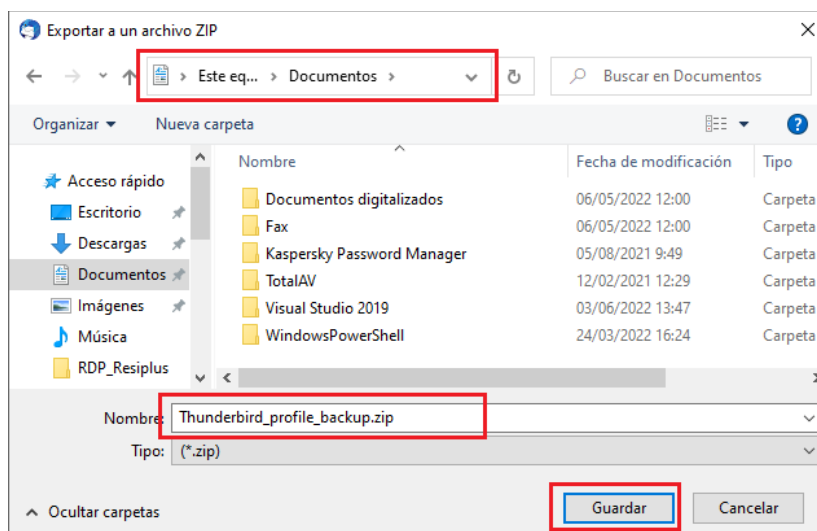 Exportar a un archivo ZIP
Este eq... > Documentos >
Buscar en Documentos
Organizar
Nueva carpeta
?
Acceso rápido
Escritorio
Descargas
Documentos
Imágenes
Música
RDP_Resiplus
Nombre Fecha de modificación Tipo
Documentos digitalizados 06/05/2022 12:00 Carpeta
Fax 06/05/2022 12:00 Carpeta
Kaspersky Password Manager 05/08/2021 9:49 Carpeta
TotalAV 12/02/2021 12:29 Carpeta
Visual Studio 2019 03/06/2022 13:47 Carpeta
WindowsPowerShell 24/03/2022 16:24 Carpeta
Nombre: Thunderbird_profile_backup.zip
Tipo: (*.zip)
Ocultar carpetas
Guardar
Cancelar